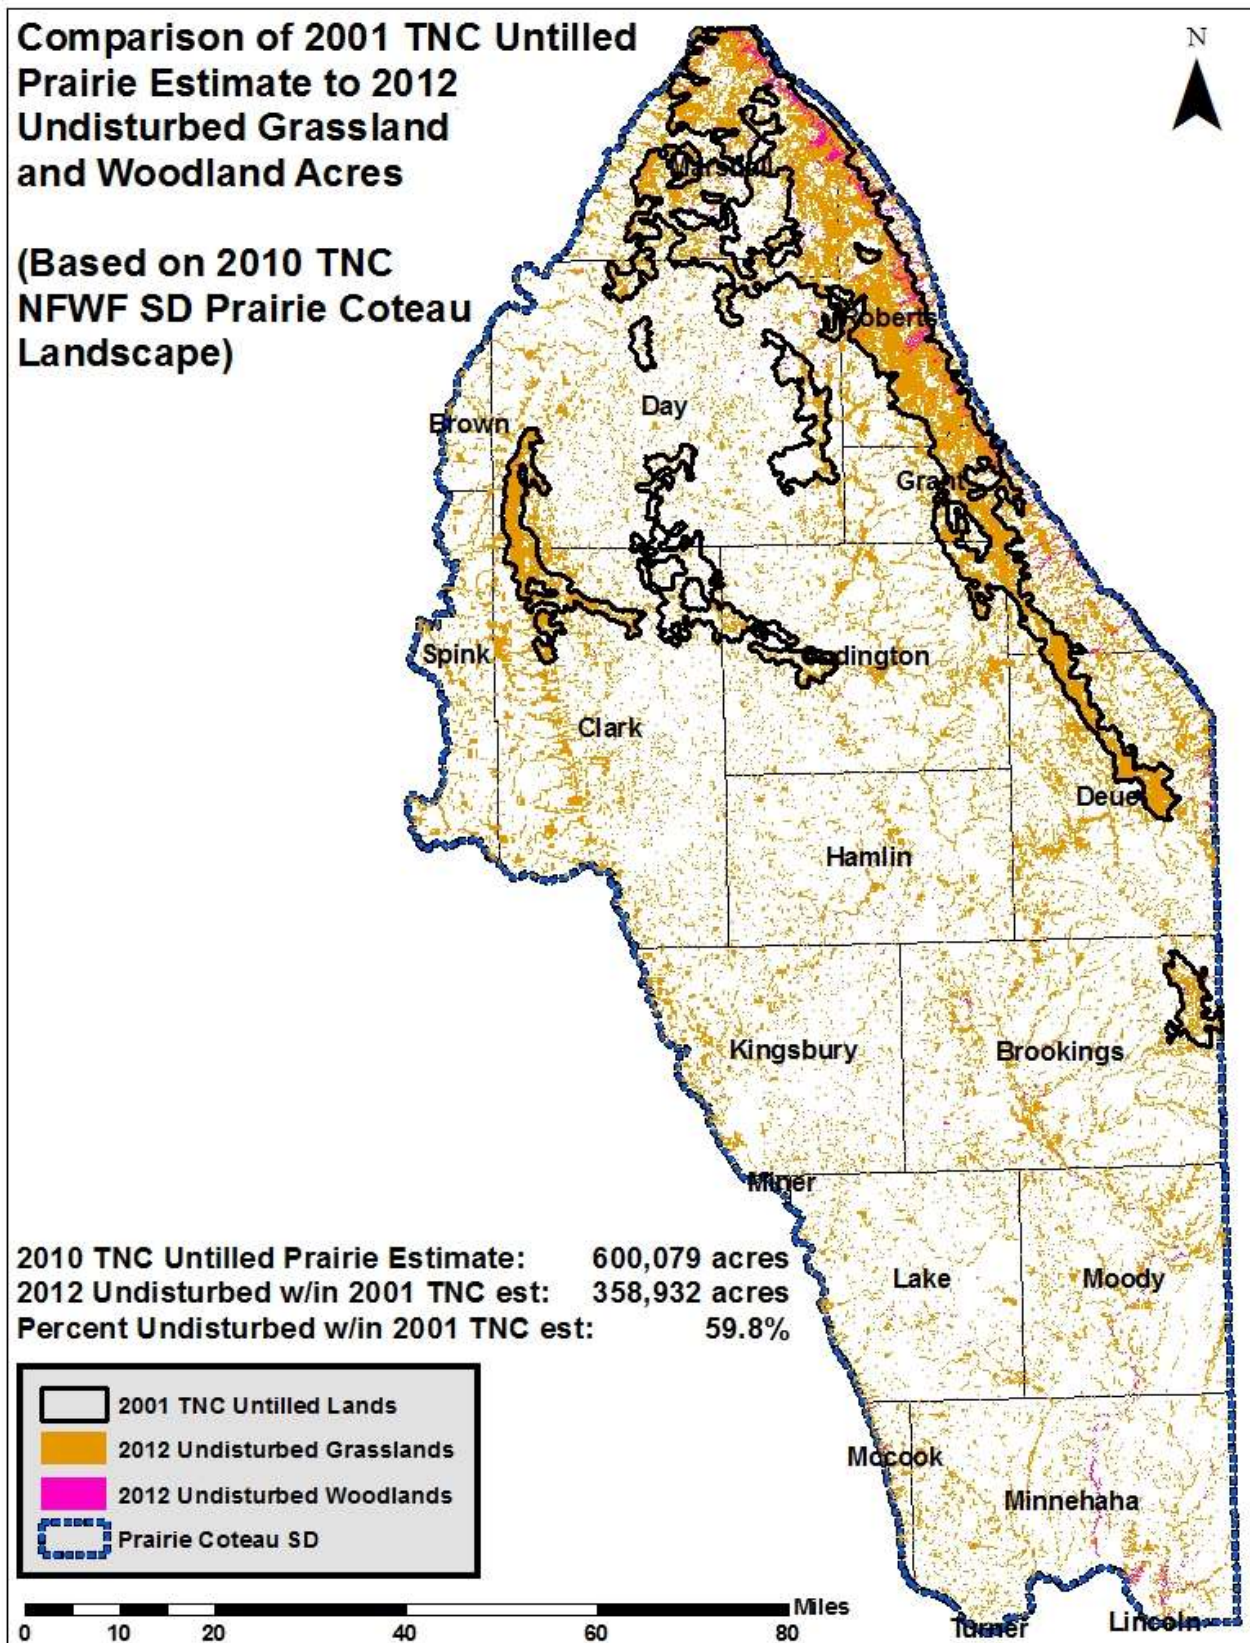 Comparison of 2001 TNC Untilled
Prairie Estimate to 2012
Undisturbed Grassland
and Woodland Acres
(Based on 2010 TNC
NFWF SD Prairie Coteau
Landscape)
N
Marshall
Roberts
Day
Brown
Grant
Spink
Codington
Clark
Deuel
Hamlin
Kingsbury
Brookings
Miner
Lake
Moody
Mccook
Minnehaha
Turner
Lincoln
2010 TNC Untilled Prairie Estimate: 600,079 acres
2012 Undisturbed w/in 2001 TNC est: 358,932 acres
Percent Undisturbed w/in 2001 TNC est: 59.8%
2001 TNC Untilled Lands
2012 Undisturbed Grasslands
2012 Undisturbed Woodlands
Prairie Coteau SD
Miles
0 10 20 40 60 80